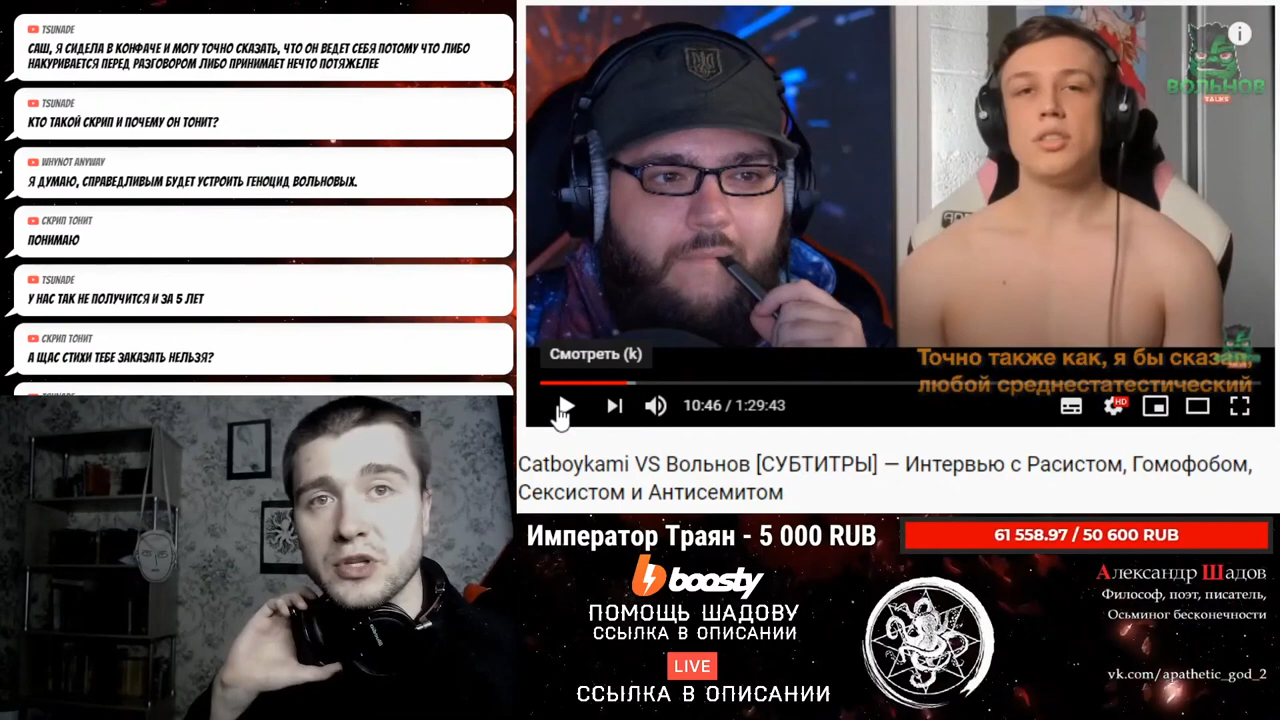 TSUNADE
САШ, Я СИДЕЛА В КОНФАЧЕ И МОГУ ТОЧНО СКАЗАТЬ, ЧТО ОН ВЕДЕТ СЕБЯ ПОТОМУ ЧТО ЛИБО
НАКУРИВАЕТСЯ ПЕРЕД РАЗГОВОРОМ ЛИБО ПРИНИМАЕТ НЕЧТО ПОТЯЖЕЛЕЕ
TSUNADE
КТО ТАКОЙ СКРИП И ПОЧЕМУ ОН ТОНИТ?
WHYNOT ANYWAY
Я ДУМАЮ, СПРАВЕДЛИВЫМ БУДЕТ УСТРОИТЬ ГЕНОЦИД ВОЛЬНОВЫХ.
СКРИП ТОНИТ
ПОНИМАЮ
TSUNADE
У НАС ТАК НЕ ПОЛУЧИТСЯ И ЗА 5 ЛЕТ
СКРИП ТОНИТ
А ЩАС СТИХИ ТЕБЕ ЗАКАЗАТЬ НЕЛЬЗЯ?
ВОЛЬНОВ
TALKS
Смотреть (k)
Точно также как, я бы сказал,
любой среднестатестический
10:46 / 1:29:43
HD
Catboykami VS Вольнов [СУБТИТРЫ] — Интервью с Расистом, Гомофобом,
Сексистом и Антисемитом
Император Траян - 5 000 RUB
61 558.97 / 50 600 RUB
boosty
ПОМОЩЬ ШАДОВУ
ССЫЛКА В ОПИСАНИИ
LIVE
ССЫЛКА В ОПИСАНИИ
Александр Шадов
Философ, поэт, писатель,
Осьминог бесконечности
vk.com/apathetic_god_2